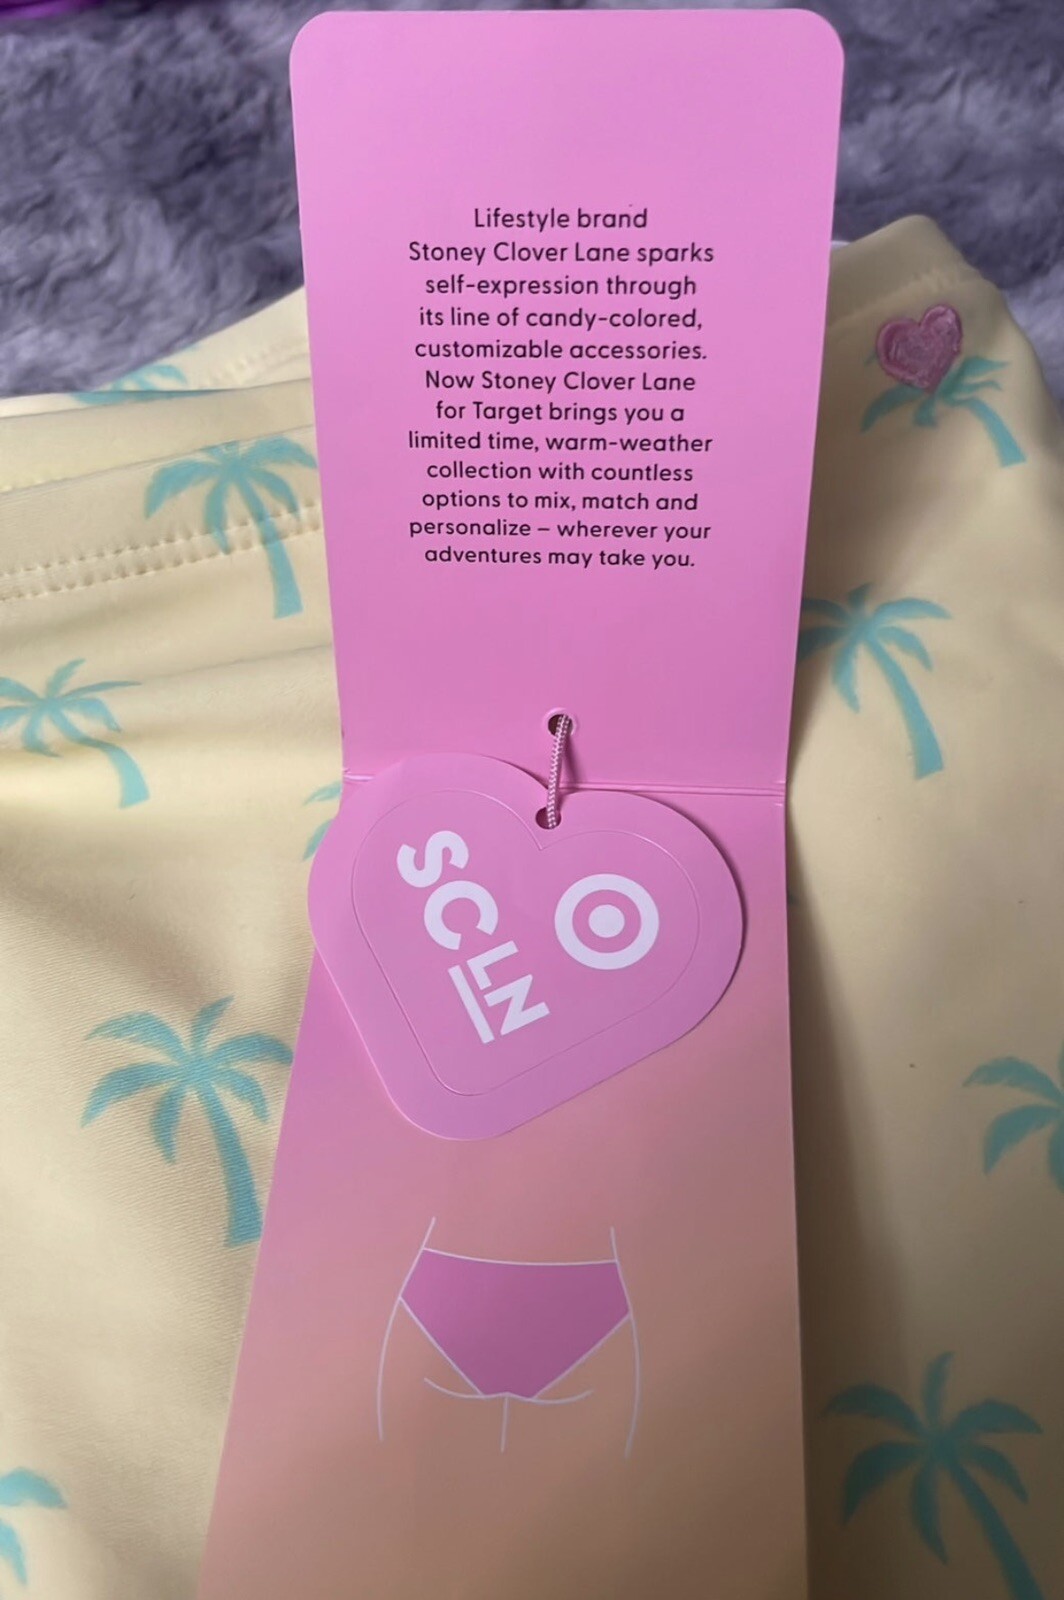 Lifestyle brand
Stoney Clover Lane sparks
self-expression through
its line of candy-colored,
customizable accessories.
Now Stoney Clover Lane
for Target brings you a
limited time, warm-weather
collection with countless
options to mix, match and
personalize – wherever your
adventures may take you.
SCLN